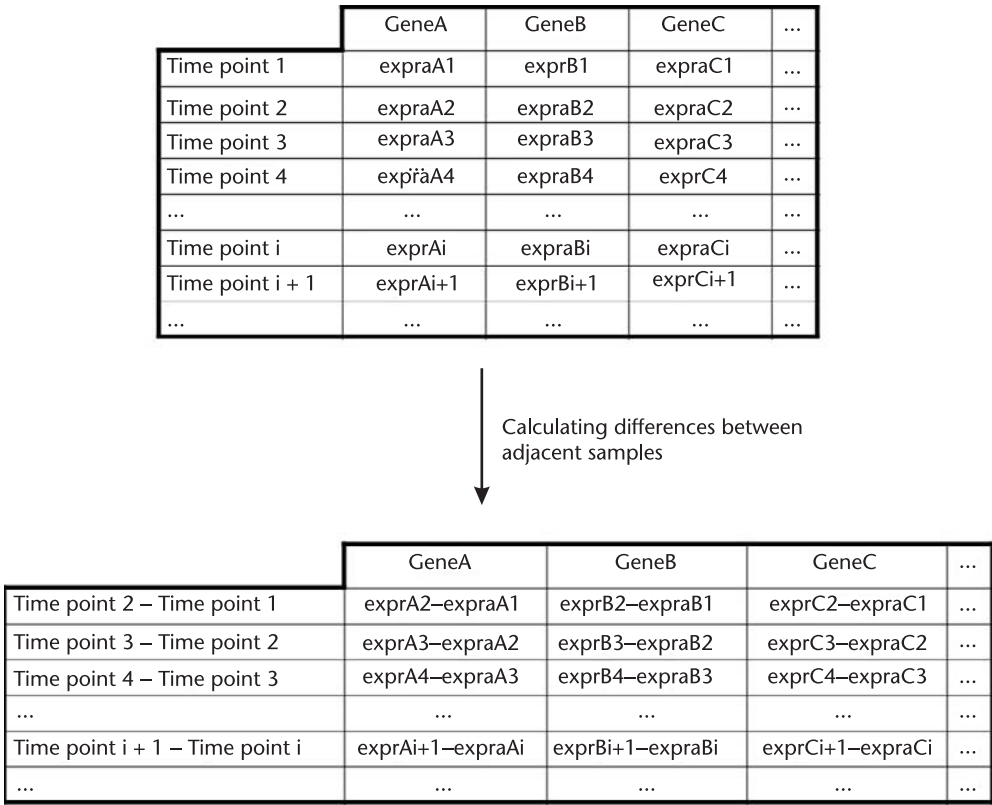 GeneA GeneB GeneC ...
Time point 1 expraA1 exprB1 expraC1 ...
Time point 2 expraA2 expraB2 expraC2 ...
Time point 3 expraA3 expraB3 expraC3 ...
Time point 4 expraA4 expraB4 exprC4 ...
... ... ... ... ...
Time point i exprAi expraBi expraCi ...
Time point i + 1 exprAi+1 exprBi+1 exprCi+1 ...
... ... ... ... ...
Calculating differences between
adjacent samples
GeneA GeneB GeneC ...
Time point 2 – Time point 1 exprA2–expraA1 exprB2–expraB1 exprC2–expraC1 ...
Time point 3 – Time point 2 exprA3–expraA2 exprB3–expraB2 exprC3–expraC2 ...
Time point 4 – Time point 3 exprA4–expraA3 exprB4–expraB3 exprC4–expraC3 ...
... ... ... ... ...
Time point i + 1 – Time point i exprAi+1–expraAi exprBi+1–expraBi exprCi+1–expraCi ...
... ... ... ... ...